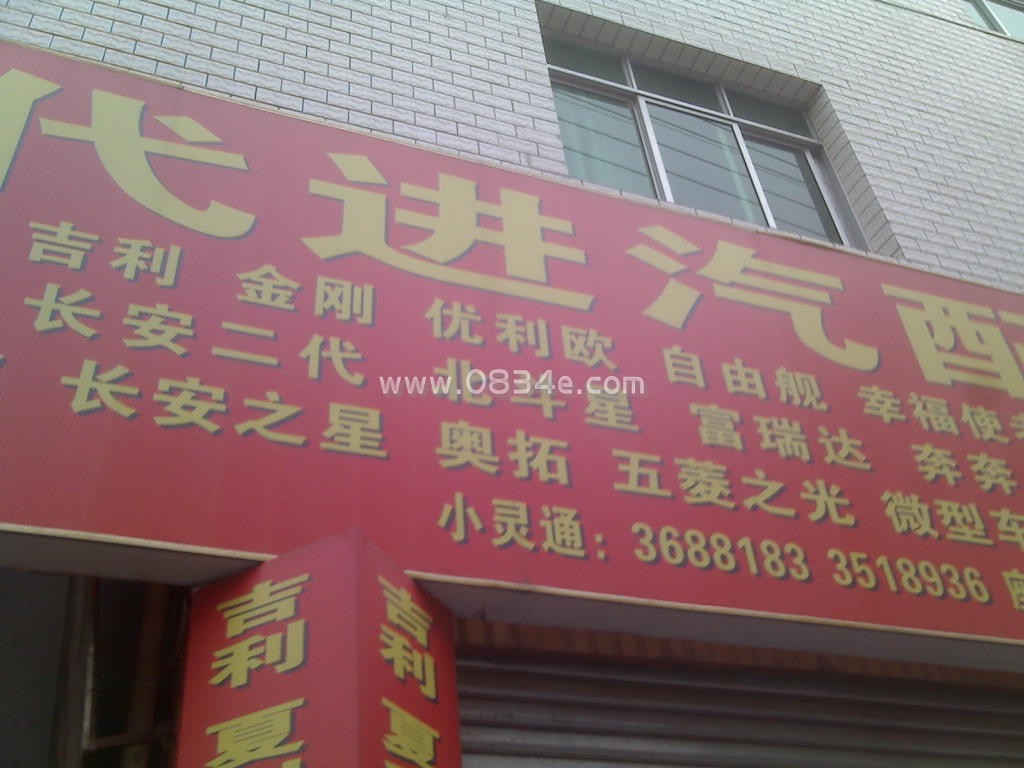 代进汽配
吉利 金刚 优利欧 自由舰 幸福使者
长安二代 北斗星 富瑞达 奔奔
长安之星 奥拓 五菱之光 微型车
小灵通：3688183 3518936
www.0834e.com
吉利 夏
吉利 夏